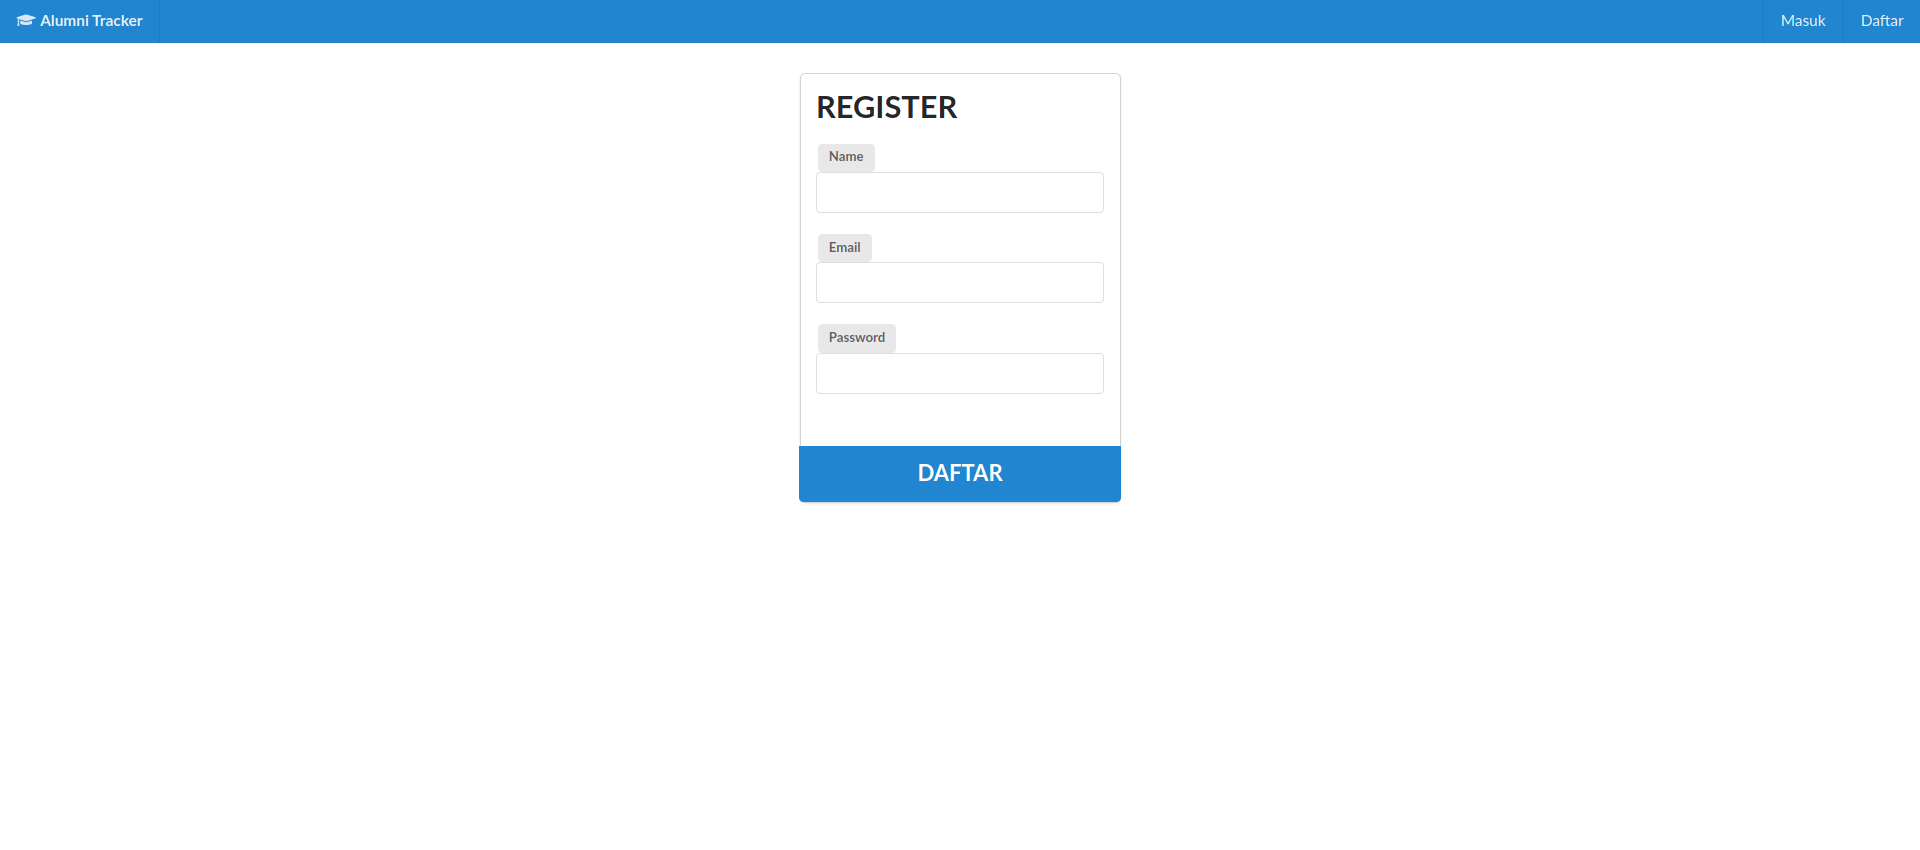 Alumni Tracker
Masuk
Daftar
REGISTER
Name
Email
Password
DAFTAR